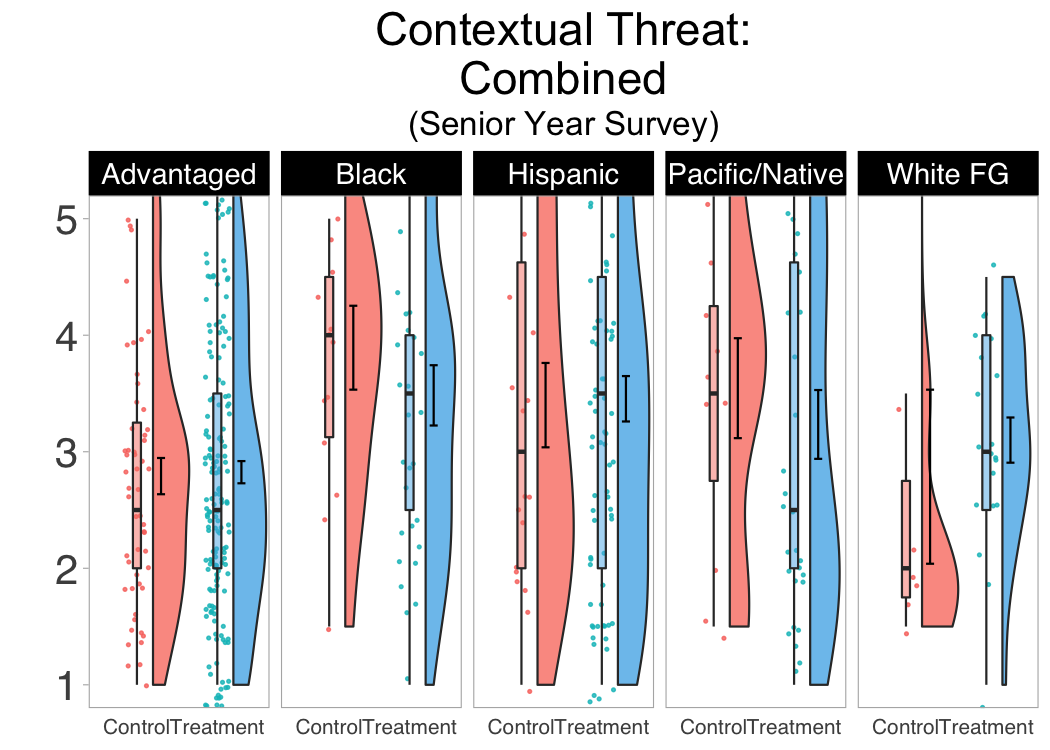 Contextual Threat:
Combined
(Senior Year Survey)
Advantaged Black Hispanic Pacific/Native White FG
5
4
3
2
1
ControlTreatment ControlTreatment ControlTreatment ControlTreatment ControlTreatment